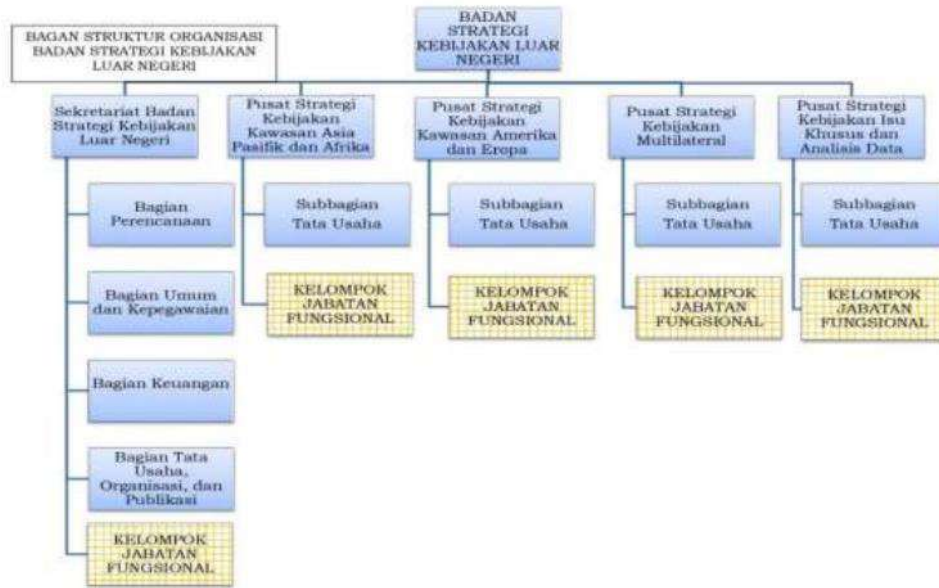 BAGAN STRUKTUR ORGANISASI
BADAN STRATEGI KEBIJAKAN
LUAR NEGERI
BADAN
STRATEGI
KEBIJAKAN LUAR
NEGERI
Sekretariat Badan
Strategi Kebijakan
Luar Negeri
Pusat Strategi
Kebijakan
Kawasan Asia
Pasifik dan Afrika
Pusat Strategi
Kebijakan
Kawasan Amerika
dan Eropa
Pusat Strategi
Kebijakan
Multilateral
Pusat Strategi
Kebijakan Isu
Khusus dan
Analisis Data
Bagian
Perencanaan
Subbagian
Tata Usaha
Subbagian
Tata Usaha
Subbagian
Tata Usaha
Subbagian
Tata Usaha
Bagian Umum
dan Kepegawaian
KELOMPOK
JABATAN
FUNGSIONAL
KELOMPOK
JABATAN
FUNGSIONAL
KELOMPOK
JABATAN
FUNGSIONAL
KELOMPOK
JABATAN
FUNGSIONAL
Bagian Keuangan
Bagian Tata
Usaha,
Organisasi, dan
Publikasi
KELOMPOK
JABATAN
FUNGSIONAL